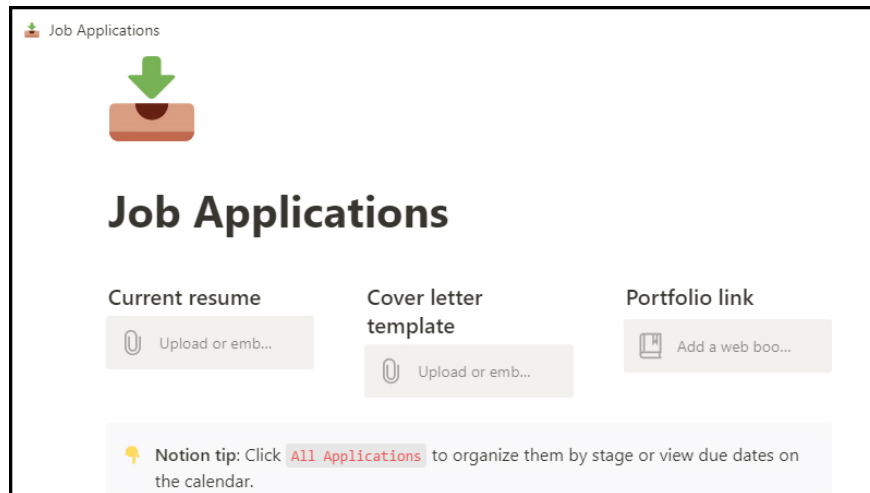 Job Applications
Job Applications
Current resume
Upload or emb...
Cover letter
template
Upload or emb...
Portfolio link
Add a web boo...
Notion tip: Click All Applications to organize them by stage or view due dates on
the calendar.